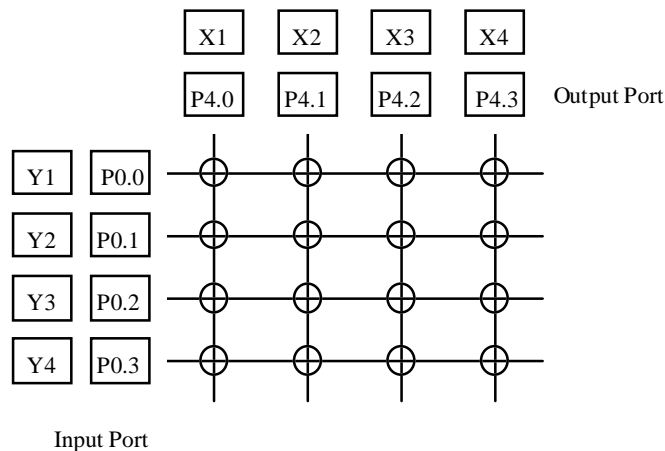 X1 X2 X3 X4
P4.0 P4.1 P4.2 P4.3 Output Port
Y1 P0.0
Y2 P0.1
Y3 P0.2
Y4 P0.3
Input Port